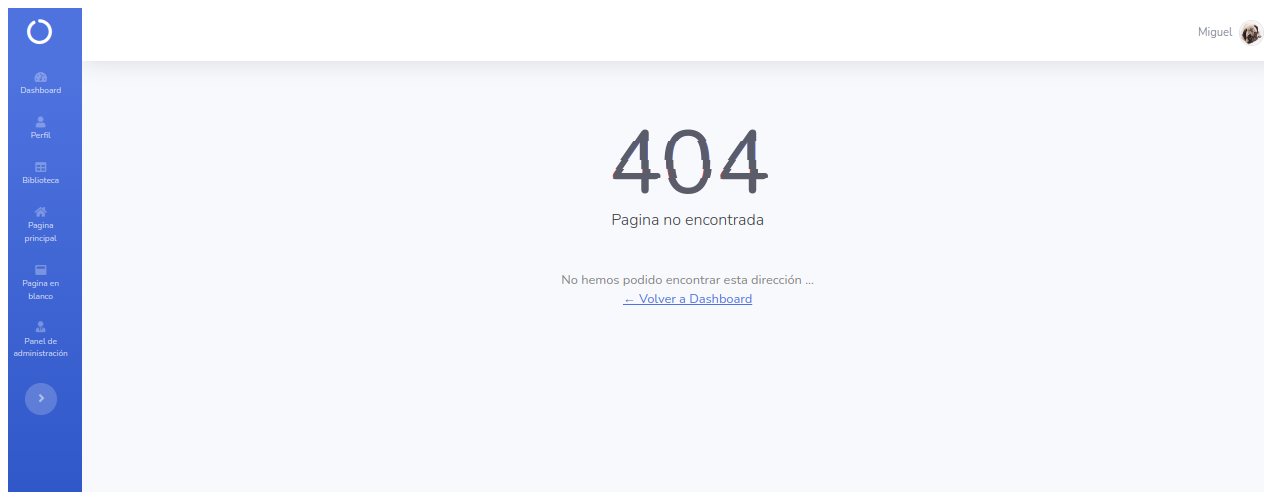 Miguel
Dashboard
Perfil
Biblioteca
Pagina
principal
Pagina en
blanco
Panel de
administración
404
Pagina no encontrada
No hemos podido encontrar esta dirección ...
← Volver a Dashboard